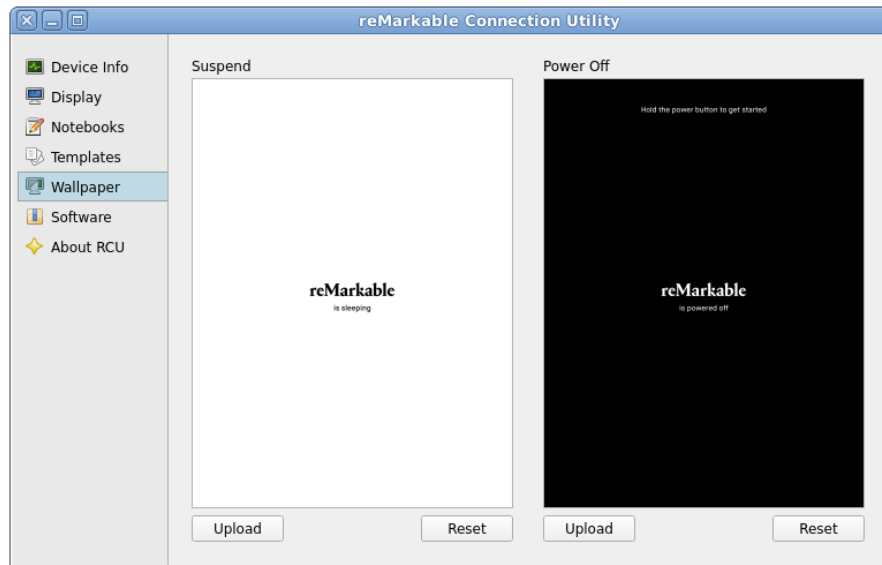 reMarkable Connection Utility
Device Info
Display
Notebooks
Templates
Wallpaper
Software
About RCU
Suspend
reMarkable
is sleeping
Upload
Reset
Power Off
Hold the power button to get started
reMarkable
is powered off
Upload
Reset